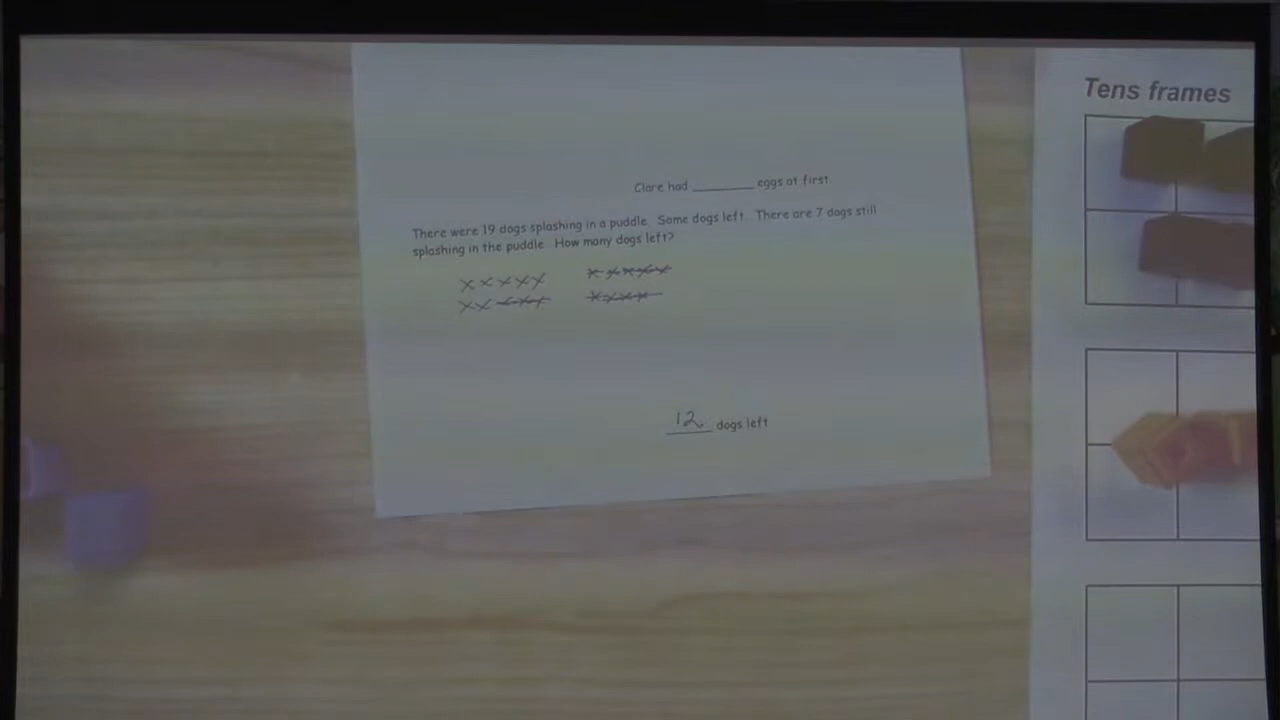 Tens frames
Clare had ________ eggs at first.
There were 19 dogs splashing in a puddle. Some dogs left. There are 7 dogs still
splashing in the puddle. How many dogs left?
x x x x x x x x x x
x x x x x x x x x
12 dogs left